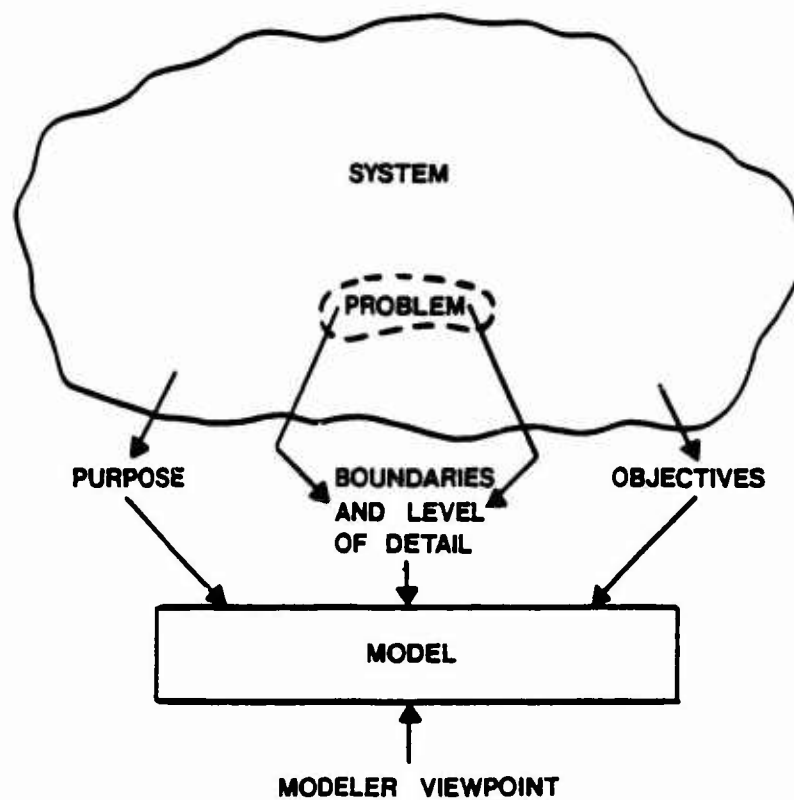 SYSTEM
PROBLEM
PURPOSE
BOUNDARIES
AND LEVEL
OF DETAIL
OBJECTIVES
MODEL
MODELER VIEWPOINT